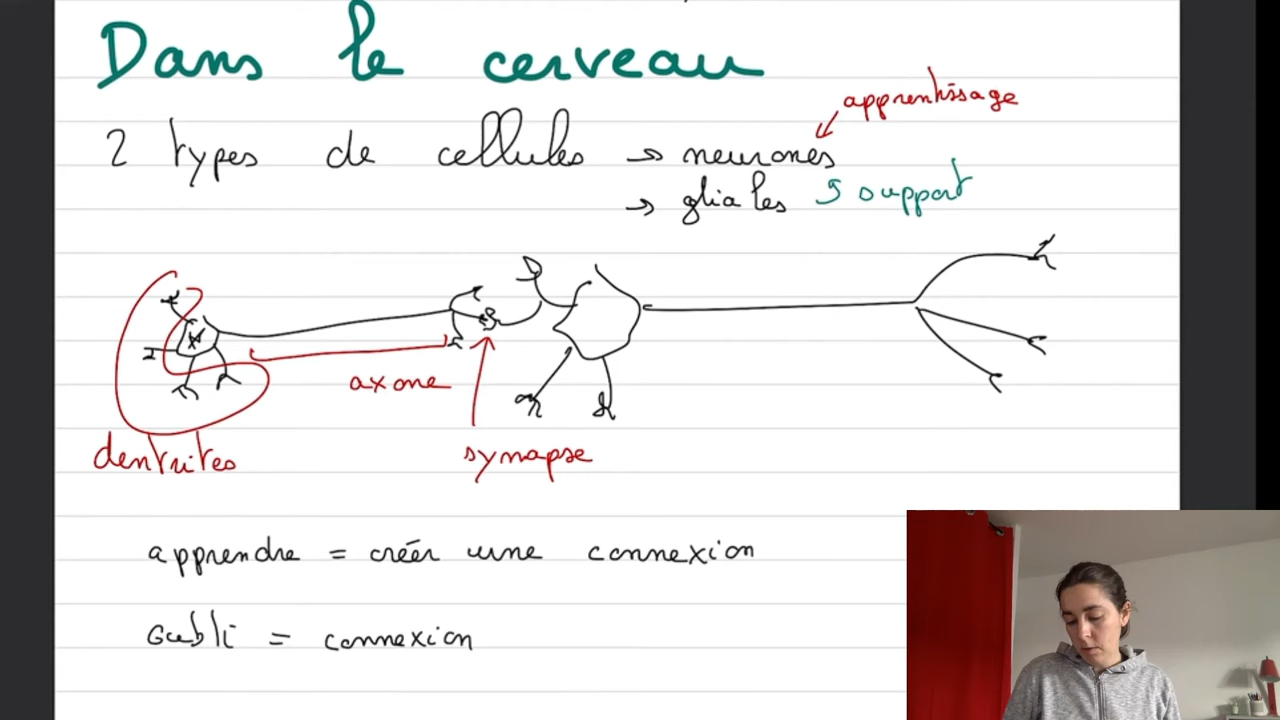 Dans le cerveau
apprentissage
2 types de cellules → neurones
→ gliales → support
axone
dentrites
synapse
apprendre = créer une connexion
oubli = connexion